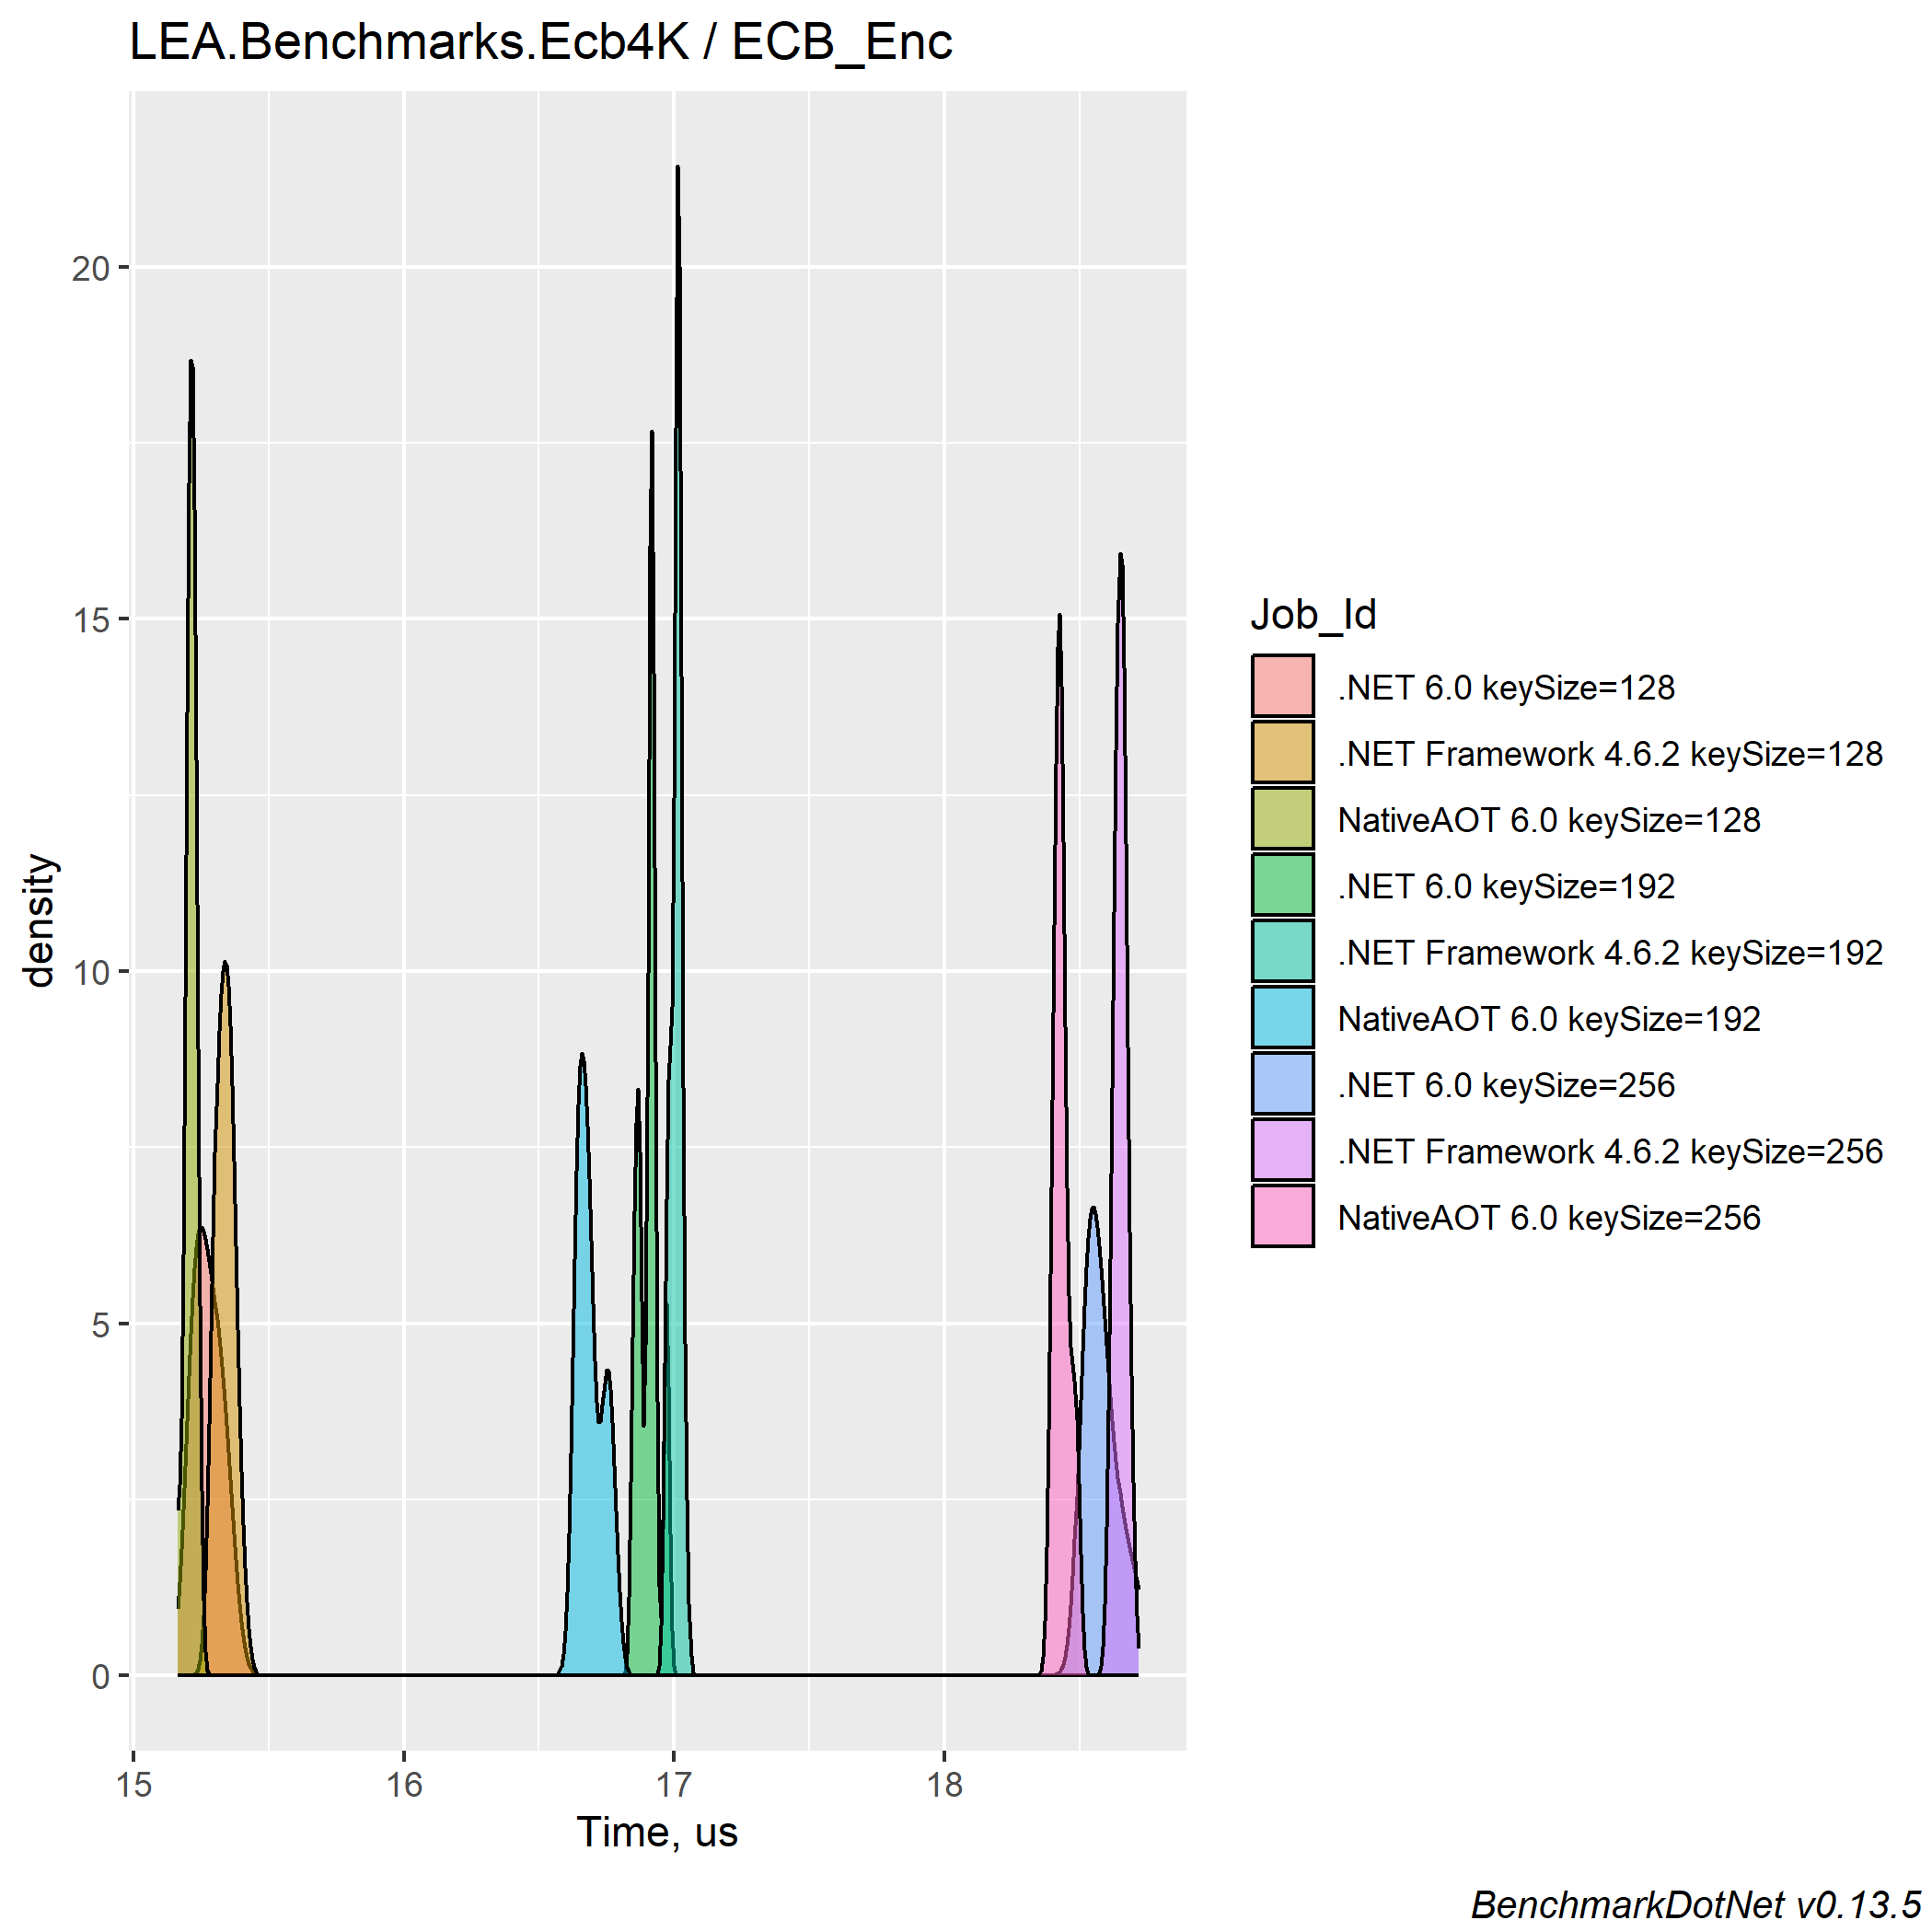 LEA.Benchmarks.Ecb4K / ECB_Enc
20
15
10
5
0
density
15 16 17 18
Time, us
Job_Id
.NET 6.0 keySize=128
.NET Framework 4.6.2 keySize=128
NativeAOT 6.0 keySize=128
.NET 6.0 keySize=192
.NET Framework 4.6.2 keySize=192
NativeAOT 6.0 keySize=192
.NET 6.0 keySize=256
.NET Framework 4.6.2 keySize=256
NativeAOT 6.0 keySize=256
BenchmarkDotNet v0.13.5